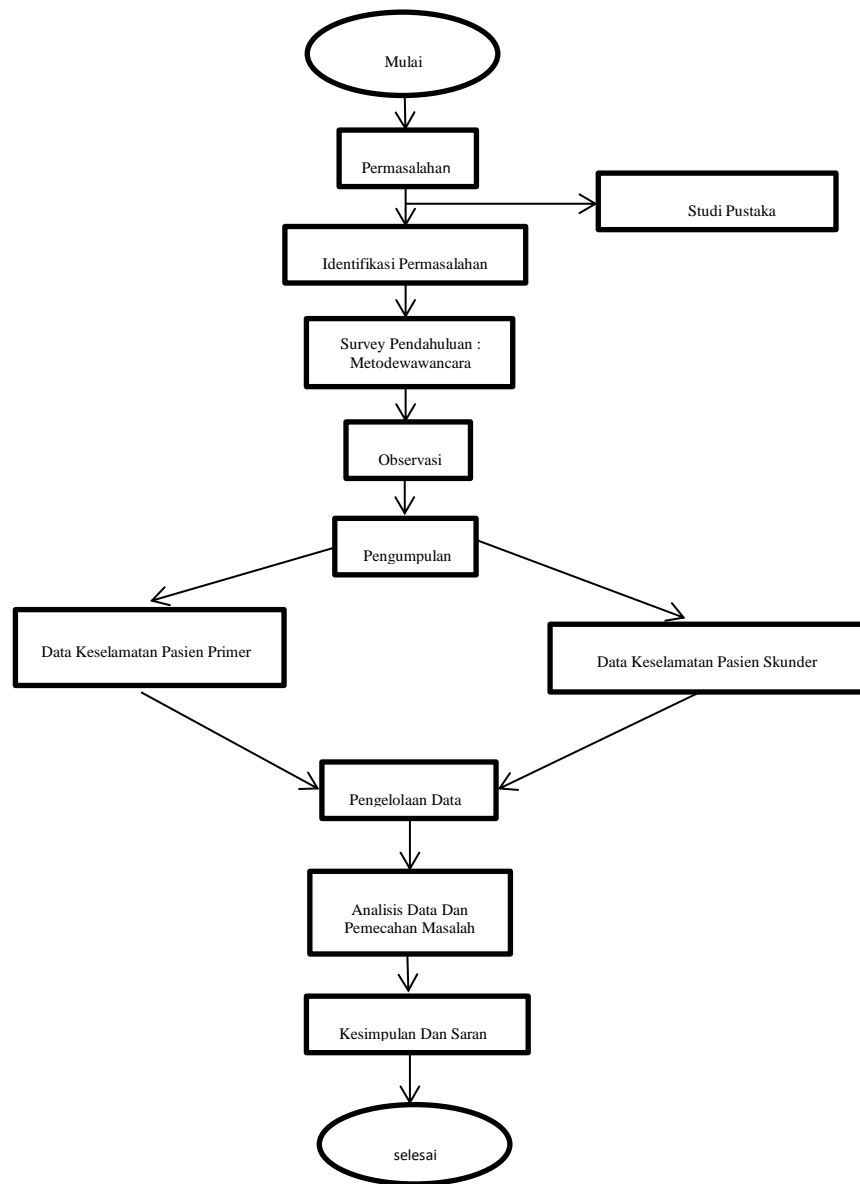 Mulai
Permasalahan
Studi Pustaka
Identifikasi Permasalahan
Survey Pendahuluan :
Metodewawancara
Observasi
Pengumpulan
Data Keselamatan Pasien Primer
Data Keselamatan Pasien Skunder
Pengelolaan Data
Analisis Data Dan
Pemecahan Masalah
Kesimpulan Dan Saran
selesai